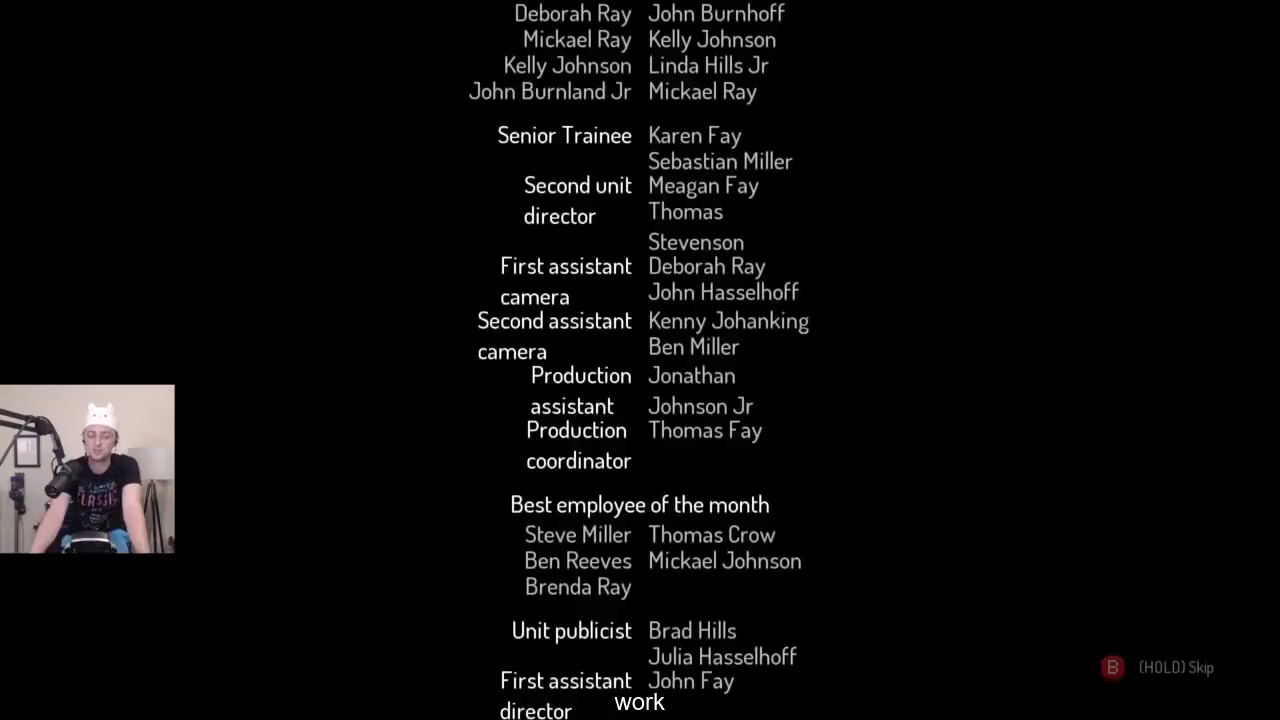 Deborah Ray John Burnhoff
Mickael Ray Kelly Johnson
Kelly Johnson Linda Hills Jr
John Burnland Jr Mickael Ray
Senior Trainee Karen Fay
Sebastian Miller
Second unit Meagan Fay
director Thomas
Stevenson
First assistant Deborah Ray
camera John Hasselhoff
Second assistant Kenny Johanking
camera Ben Miller
Production Jonathan
assistant Johnson Jr
Production Thomas Fay
coordinator
Best employee of the month
Steve Miller Thomas Crow
Ben Reeves Mickael Johnson
Brenda Ray
Unit publicist Brad Hills
Julia Hasselhoff
B (HOLD) Skip
First assistant John Fay
director
work
CLASSIC